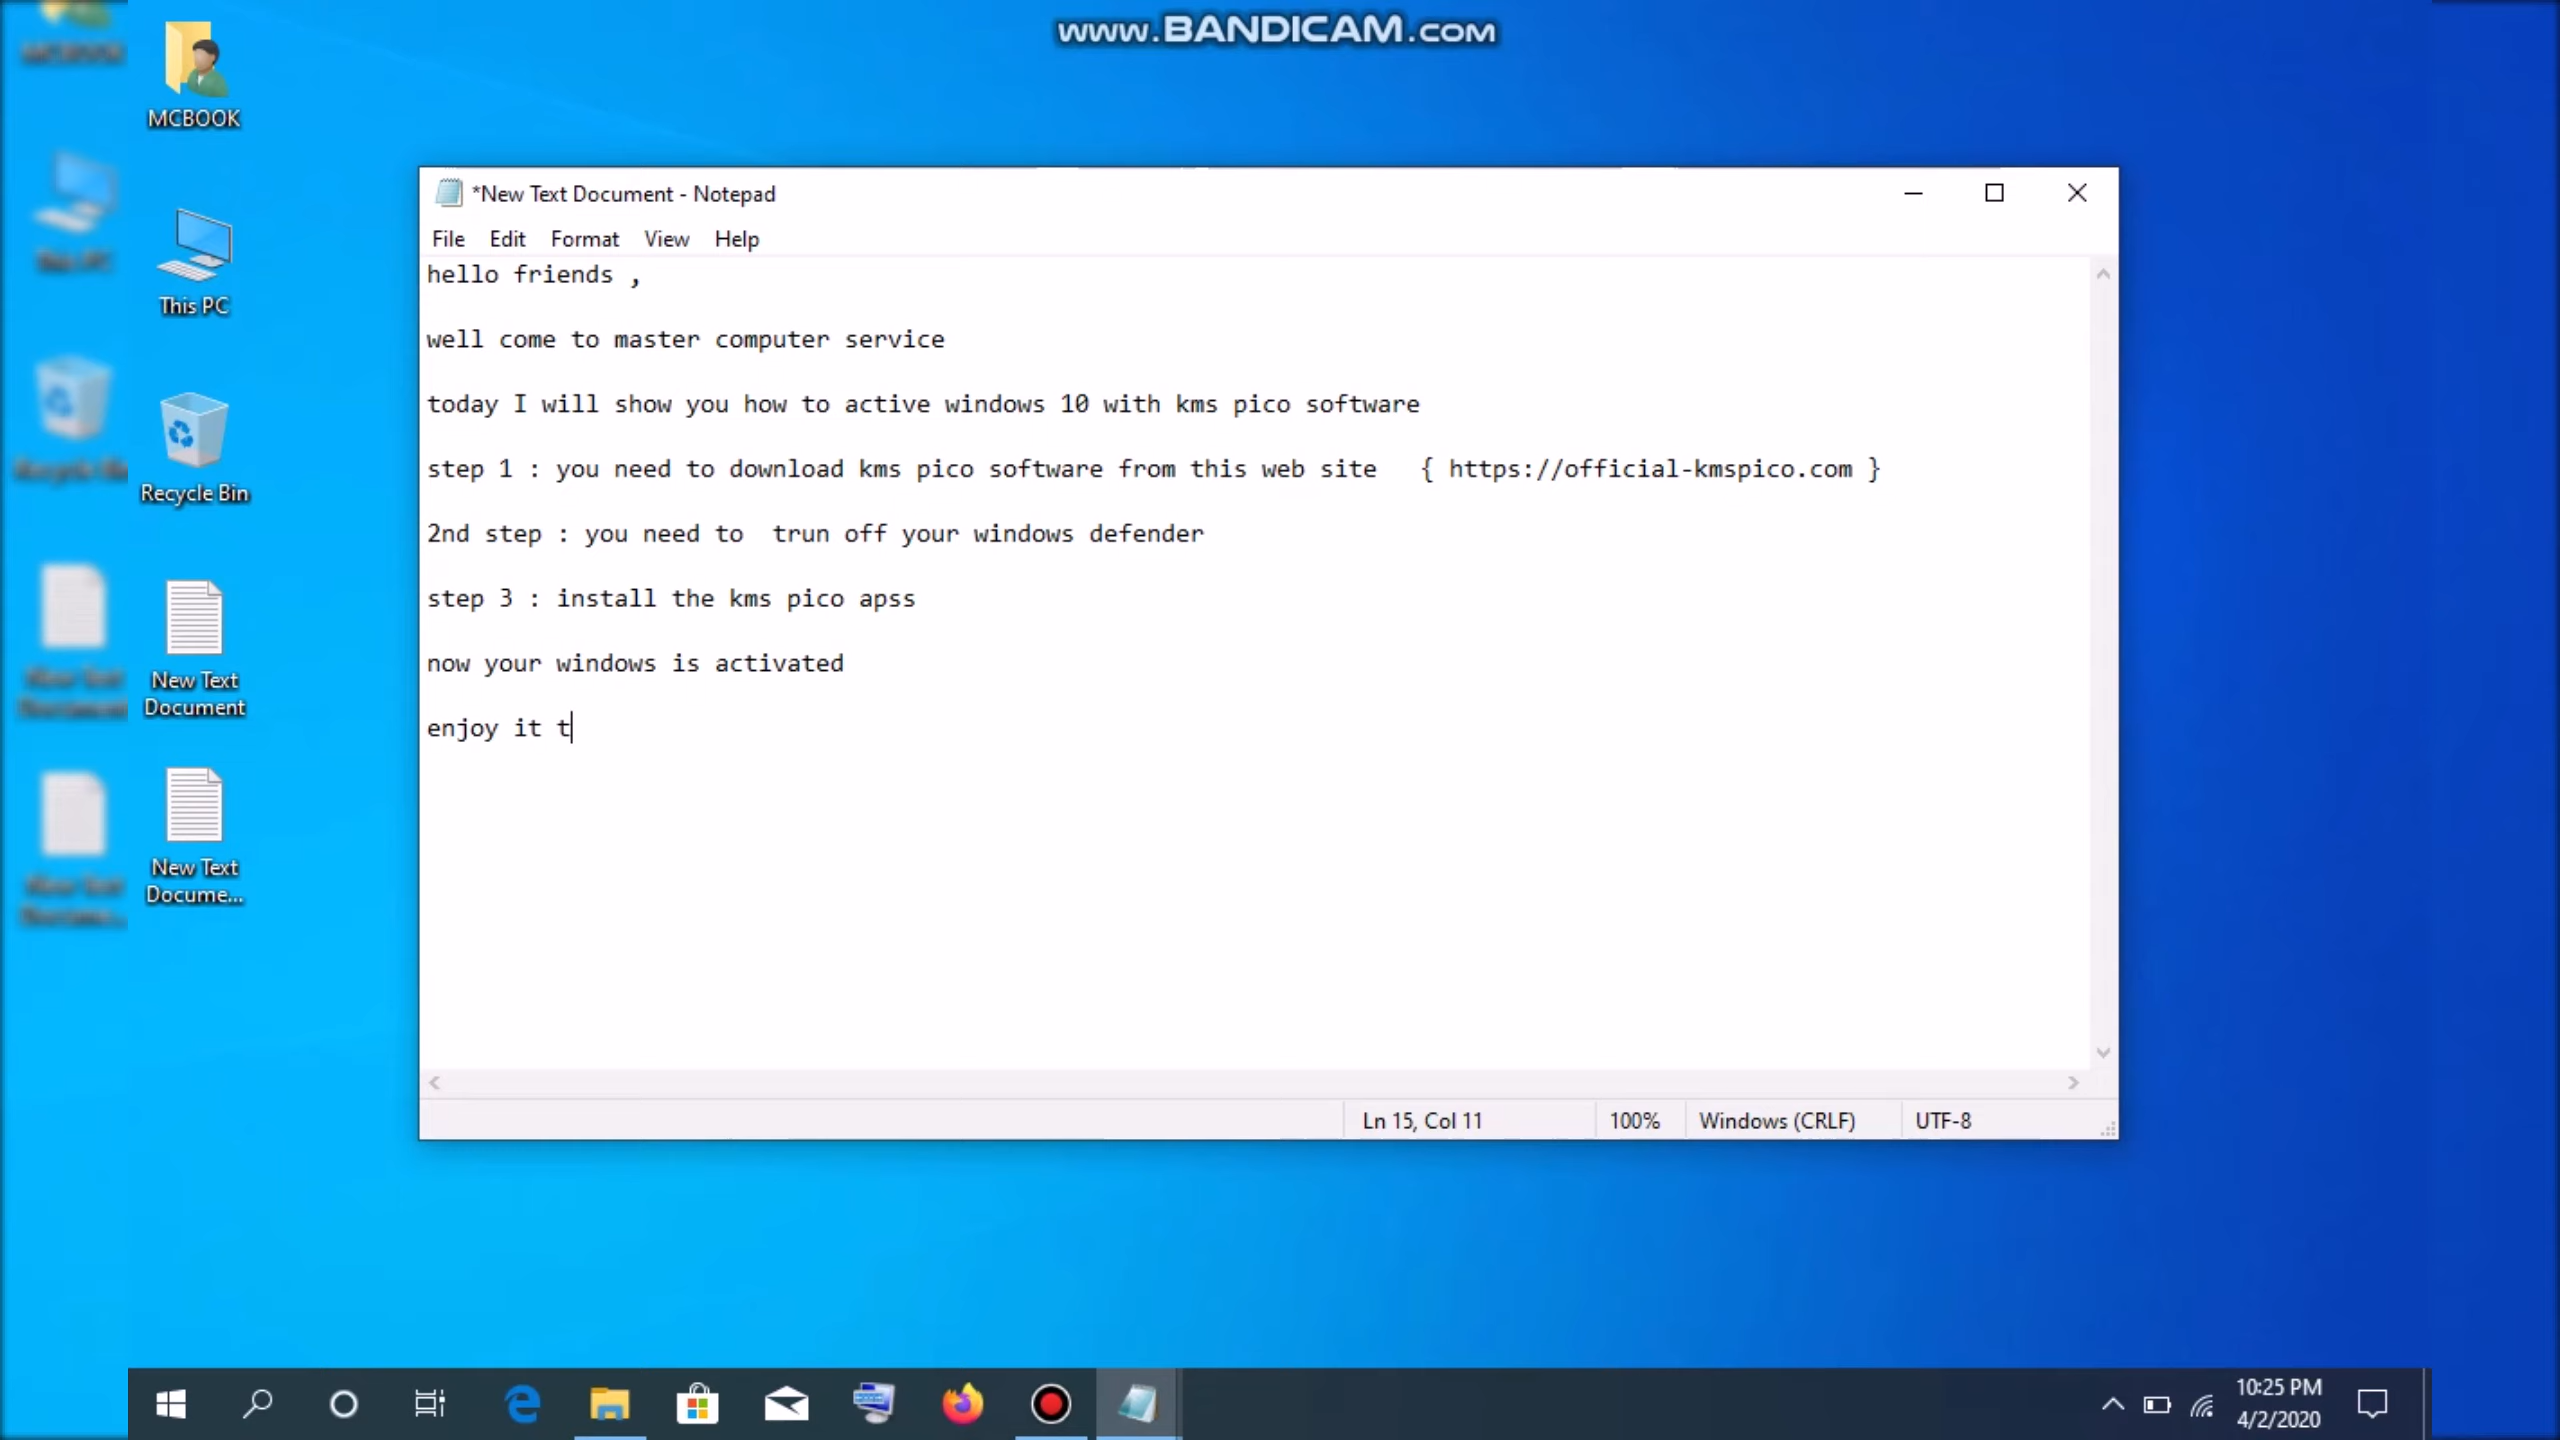 www.BANDICAM.com
MCBOOK
This PC
Recycle Bin
New Text
Document
New Text
Docume...
*New Text Document - Notepad
File Edit Format View Help
hello friends ,
well come to master computer service
today I will show you how to active windows 10 with kms pico software
step 1 : you need to download kms pico software from this web site { https://official-kmspico.com }
2nd step : you need to trun off your windows defender
step 3 : install the kms pico apss
now your windows is activated
enjoy it t
Ln 15, Col 11 100% Windows (CRLF) UTF-8
10:25 PM
4/2/2020